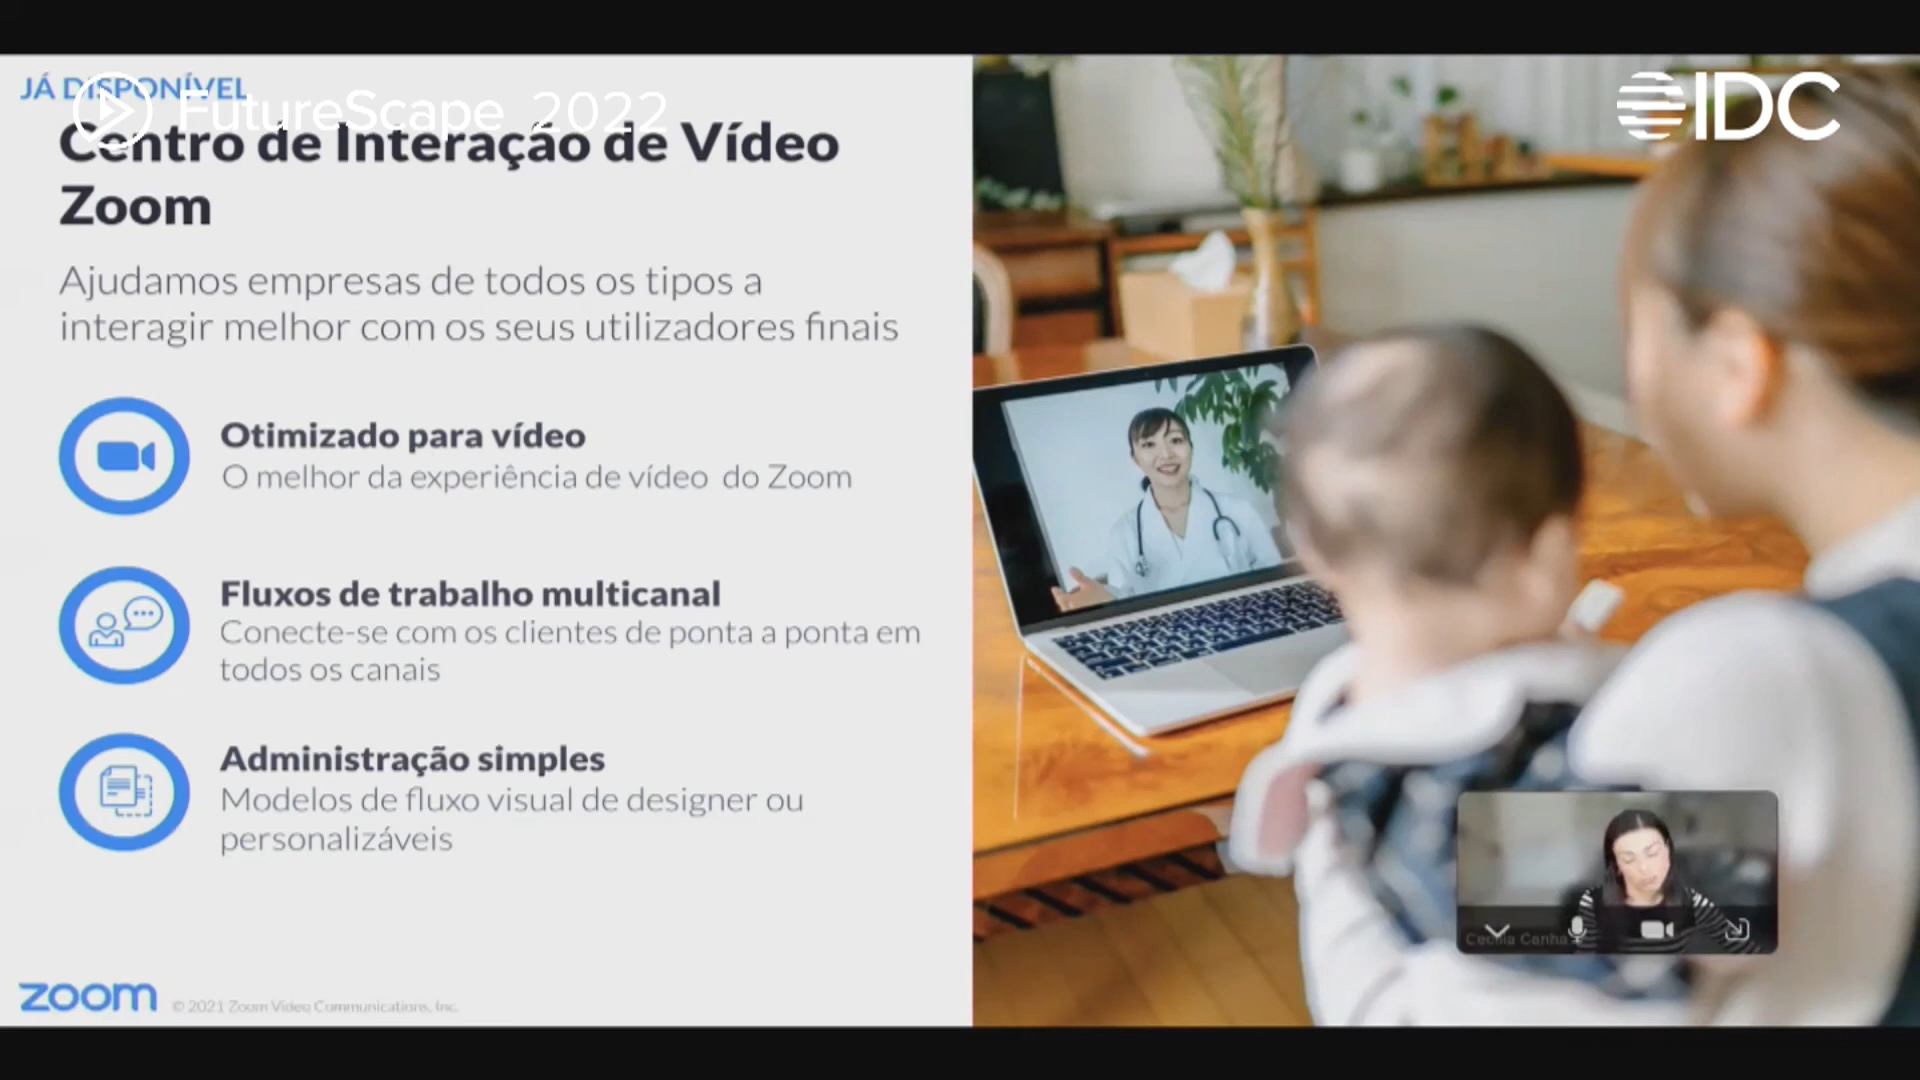 JÁ DISPONÍVEL
FutureScape 2022
IDC
Centro de Interação de Vídeo
Zoom
Ajudamos empresas de todos os tipos a
interagir melhor com os seus utilizadores finais
Otimizado para vídeo
O melhor da experiência de vídeo do Zoom
Fluxos de trabalho multicanal
Conecte-se com os clientes de ponta a ponta em
todos os canais
Administração simples
Modelos de fluxo visual de designer ou
personalizáveis
Cecília Canha
zoom © 2021 Zoom Video Communications, Inc.